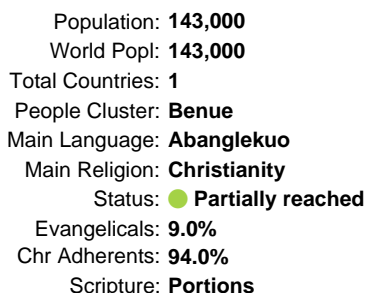 Population: 143,000
World Popl: 143,000
Total Countries: 1
People Cluster: Benue
Main Language: Abanglekuo
Main Religion: Christianity
Status: Partially reached
Evangelicals: 9.0%
Chr Adherents: 94.0%
Scripture: Portions